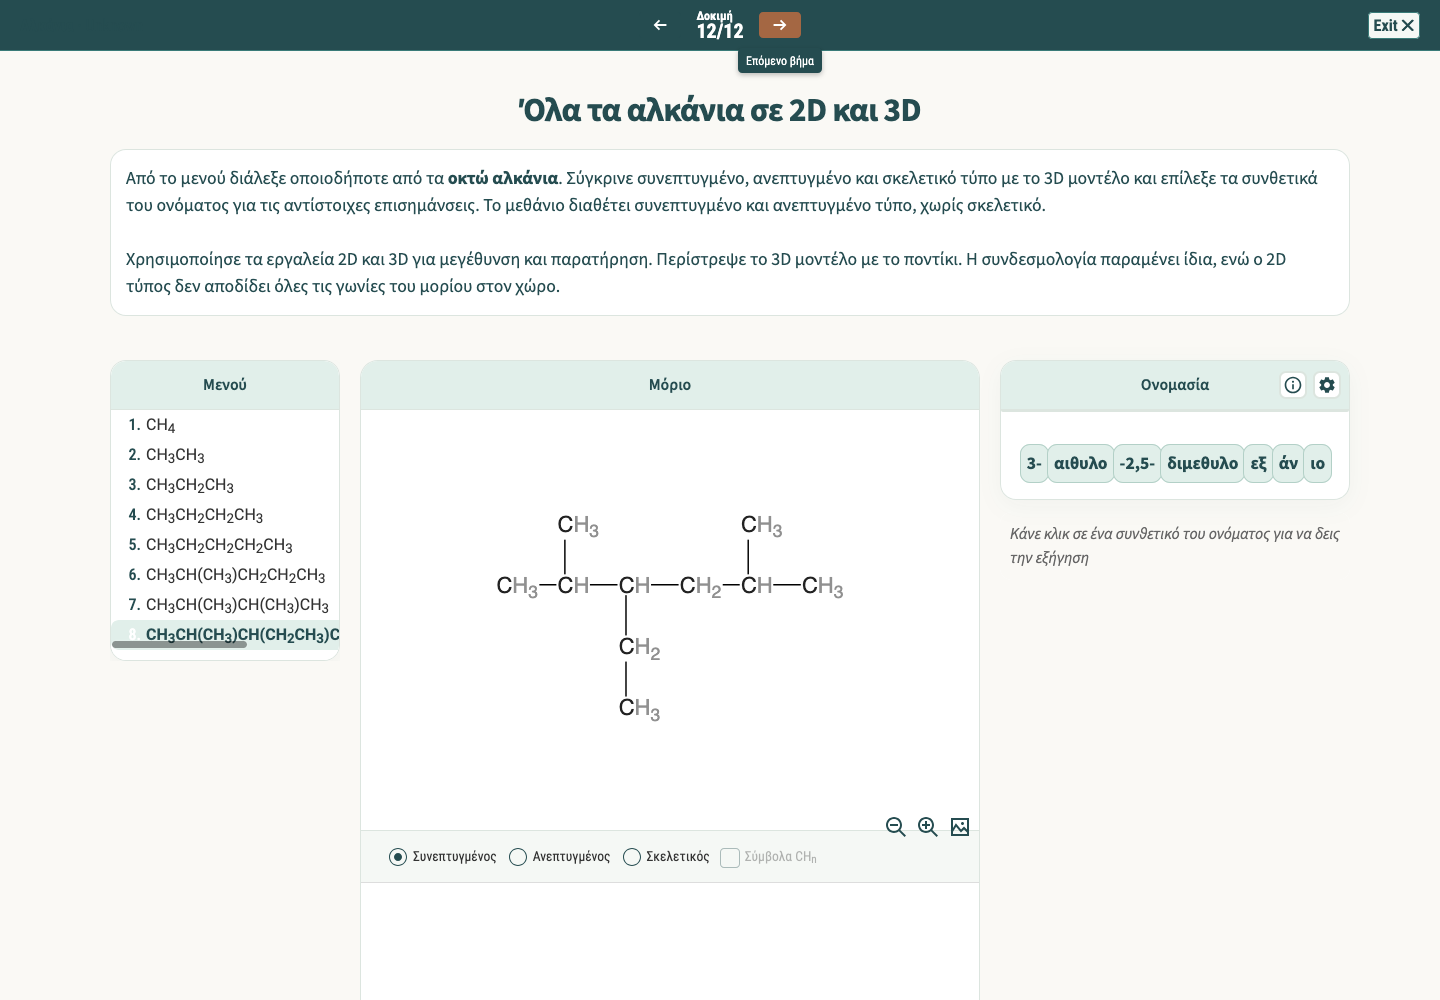 Δοκιμή
12/12
Exit
Επόμενο βήμα
Όλα τα αλκάνια σε 2D και 3D
Από το μενού διάλεξε οποιοδήποτε από τα οκτώ αλκάνια. Σύγκρινε συνεπτυγμένο, ανεπτυγμένο και σκελετικό τύπο με το 3D μοντέλο και επίλεξε τα συνθετικά
του ονόματος για τις αντίστοιχες επισημάνσεις. Το μεθάνιο διαθέτει συνεπτυγμένο και ανεπτυγμένο τύπο, χωρίς σκελετικό.
Χρησιμοποίησε τα εργαλεία 2D και 3D για μεγέθυνση και παρατήρηση. Περίστρεψε το 3D μοντέλο με το ποντίκι. Η συνδεσμολογία παραμένει ίδια, ενώ ο 2D
τύπος δεν αποδίδει όλες τις γωνίες του μορίου στον χώρο.
Μενού
1. CH4
2. CH3CH3
3. CH3CH2CH3
4. CH3CH2CH2CH3
5. CH3CH2CH2CH2CH3
6. CH3CH(CH3)CH2CH2CH3
7. CH3CH(CH3)CH(CH3)CH3
8. CH3CH(CH3)CH(CH2CH3)C
Μόριο
CH3 CH3
CH3 CH CH CH2 CH CH3
CH2
CH3
Συνεπτυγμένος Ανεπτυγμένος Σκελετικός Σύμβολα CHn
Ονομασία
3- αιθυλο -2,5- διμεθυλο εξ άν ιο
Κάνε κλικ σε ένα συνθετικό του ονόματος για να δεις
την εξήγηση